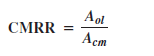 CMRR = A_ol / A_cm